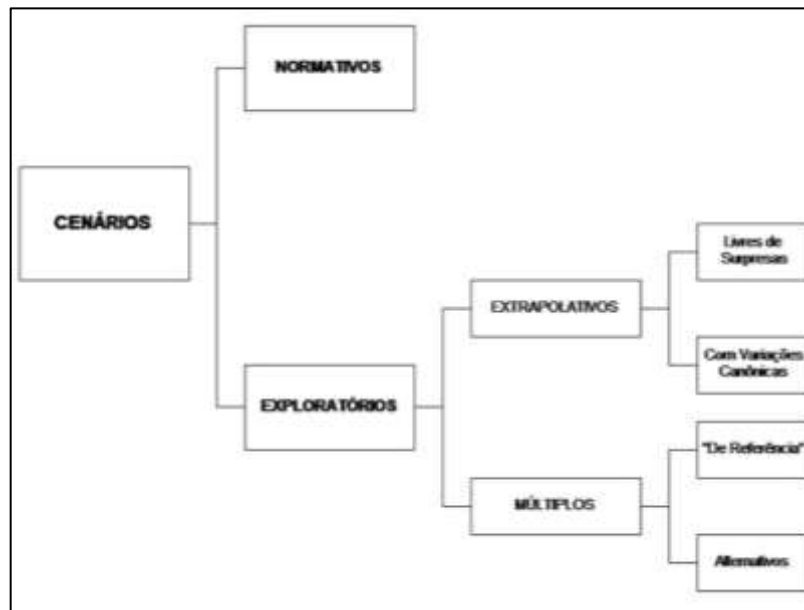 NORMATIVOS
CENÁRIOS
Livres de
Surpresas
EXTRAPOLATIVOS
Com Variações
Canônicas
EXPLORATÓRIOS
"De Referência"
MÚLTIPLOS
Alternativos